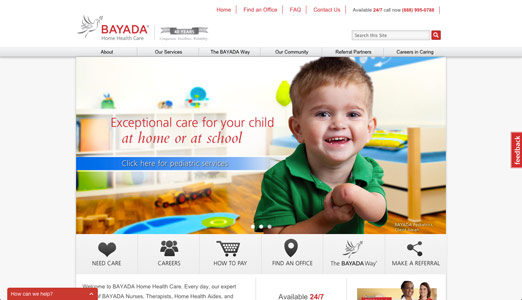 Home Find an Office FAQ Contact Us Available 24/7 call now (888) 995-0788
BAYADA
Home Health Care
40 YEARS
Compassion. Excellence. Reliability.
Search this Site
About Our Services The BAYADA Way Our Community Referral Partners Careers in Caring
Exceptional care for your child
at home or at school
Click here for pediatric services
feedback
BAYADA Pediatric
NEED CARE CAREERS HOW TO PAY FIND AN OFFICE The BAYADA Way MAKE A REFERRAL
Welcome to BAYADA Home Health Care. Every day, our expert
of BAYADA Nurses, Therapists, Home Health Aides, and
Available 24/7
How can we help?